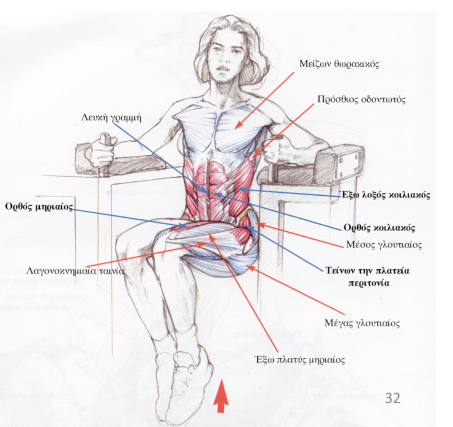 Μείζων θωρακικός
Πρόσθιος οδοντωτός
Λευκή γραμμή
Έξω λοξός κοιλιακός
Ορθός μηριαίος
Ορθός κοιλιακός
Μέσος γλουτιαίος
Λαγονοκνημιαία ταινία
Τείνων την πλατεία
περιτονία
Μέγας γλουτιαίος
Έξω πλατύς μηριαίος
32